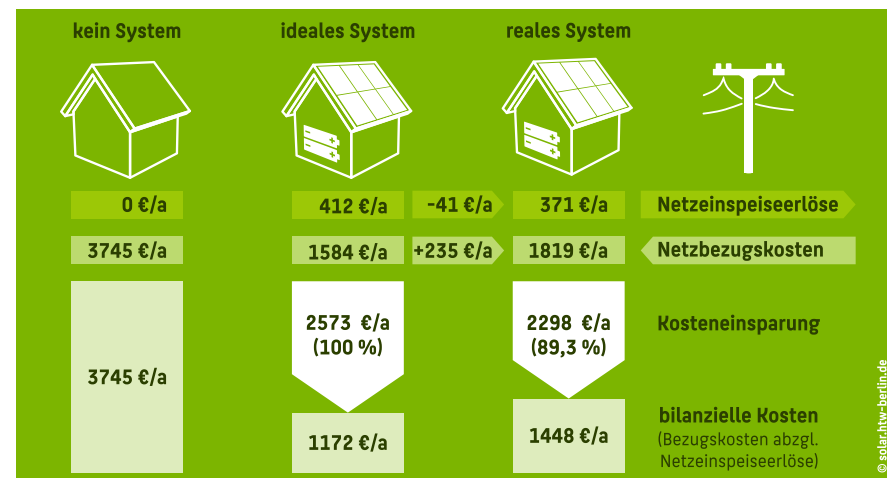 kein System
ideales System
reales System
0 €/a
412 €/a
-41 €/a
371 €/a
Netzeinspeiseerlöse
3745 €/a
1584 €/a
+235 €/a
1819 €/a
Netzbezugskosten
2573 €/a
(100 %)
2298 €/a
(89,3 %)
Kosteneinsparung
3745 €/a
1172 €/a
1448 €/a
bilanzielle Kosten
(Bezugskosten abzgl.
Netzeinspeiseerlöse)
© solar.htw-berlin.de